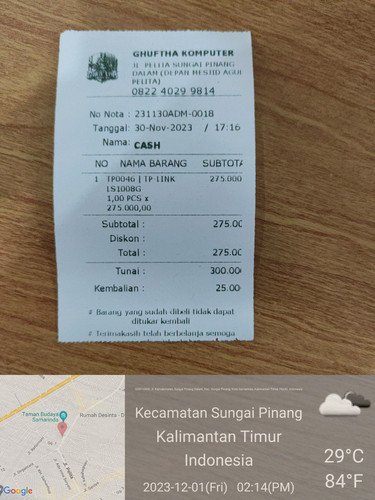 GHUFTHA KOMPUTER
JL. PELITA SUNGAI PINANG
DALAM (DEPAN MESJID AGUI
PELITA)
0822 4029 9814
No Nota : 231130ADM-0018
Tanggal: 30-Nov-2023 / 17:16
Nama: CASH
NO NAMA BARANG SUBTOTA
1 TP0046 | TP-LINK 275.000
LS1008G
1,00 PCS x
275.000,00
Subtotal : 275.00
Diskon :
Total : 275.00
Tunai : 300.00
Kembalian : 25.00
# Barang yang sudah dibeli tidak dapat
ditukar kembali
# Terimakasih telah berbelanja semoga
Kecamatan Sungai Pinang
Kalimantan Timur
Indonesia
2023-12-01(Fri) 02:14(PM)
29°C
84°F
Taman Budaya
Samarinda
Rumah Desinta - D
Google